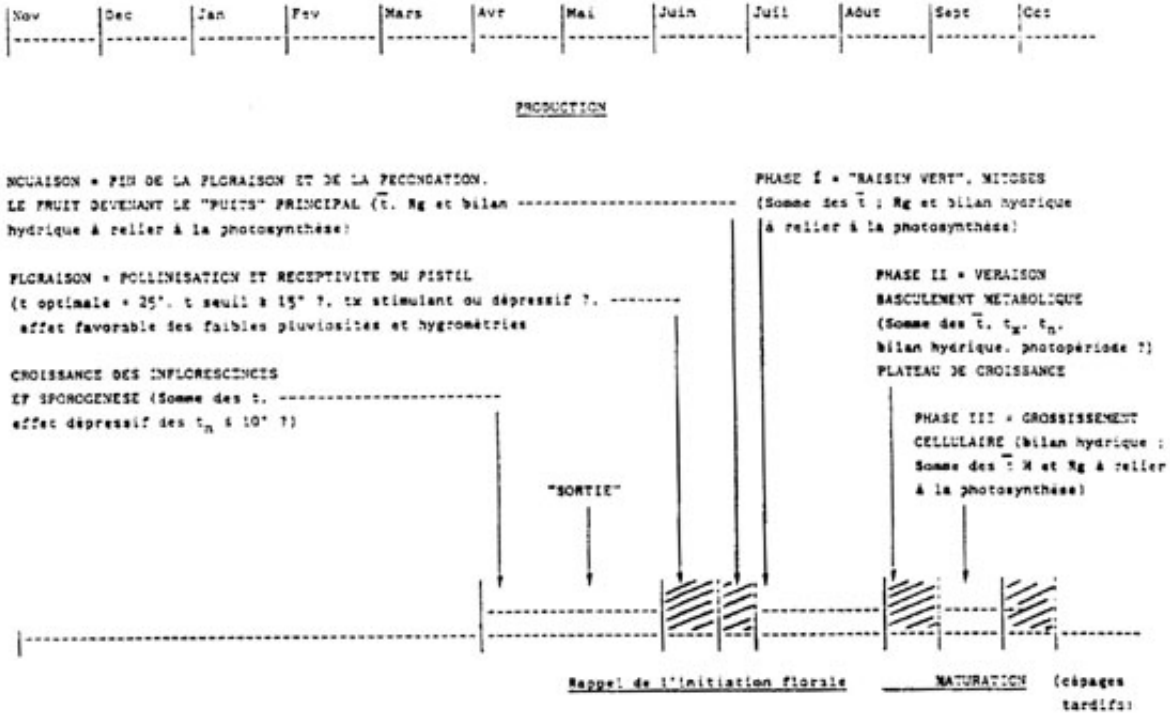 Nov Dec Jan Fev Mars Avr Mai Juin Juil Aout Sept Oct
PRODUCTION
NOUAISON = FIN DE LA FLORAISON ET DE LA FECONDATION.
LE FRUIT DEVENANT LE "PUITS" PRINCIPAL (t̅, Rg et bilan
hydrique à relier à la photosynthèse)
PHASE I = "RAISIN VERT", MITOSES
(Somme des t̅ ; Rg et bilan hydrique
à relier à la photosynthèse)
FLORAISON = POLLINISATION ET RECEPTIVITE DU PISTIL
(t optimale = 25°, t seuil à 15° ?, tx stimulant ou dépressif ?,
effet favorable des faibles pluviosités et hygrométries
PHASE II = VERAISON
BASCULEMENT METABOLIQUE
(Somme des t̅, tx, tn,
bilan hydrique, photopériode ?)
PLATEAU DE CROISSANCE
CROISSANCE DES INFLORESCENCES
ET SPOROGENESE (Somme des t,
effet dépressif des tn ≤ 10° ?)
PHASE III = GROSSISSEMENT
CELLULAIRE (bilan hydrique ;
Somme des t̅ et Rg à relier
à la photosynthèse)
"SORTIE"
Rappel de l'initiation florale
MATURATION (cépages
tardifs)